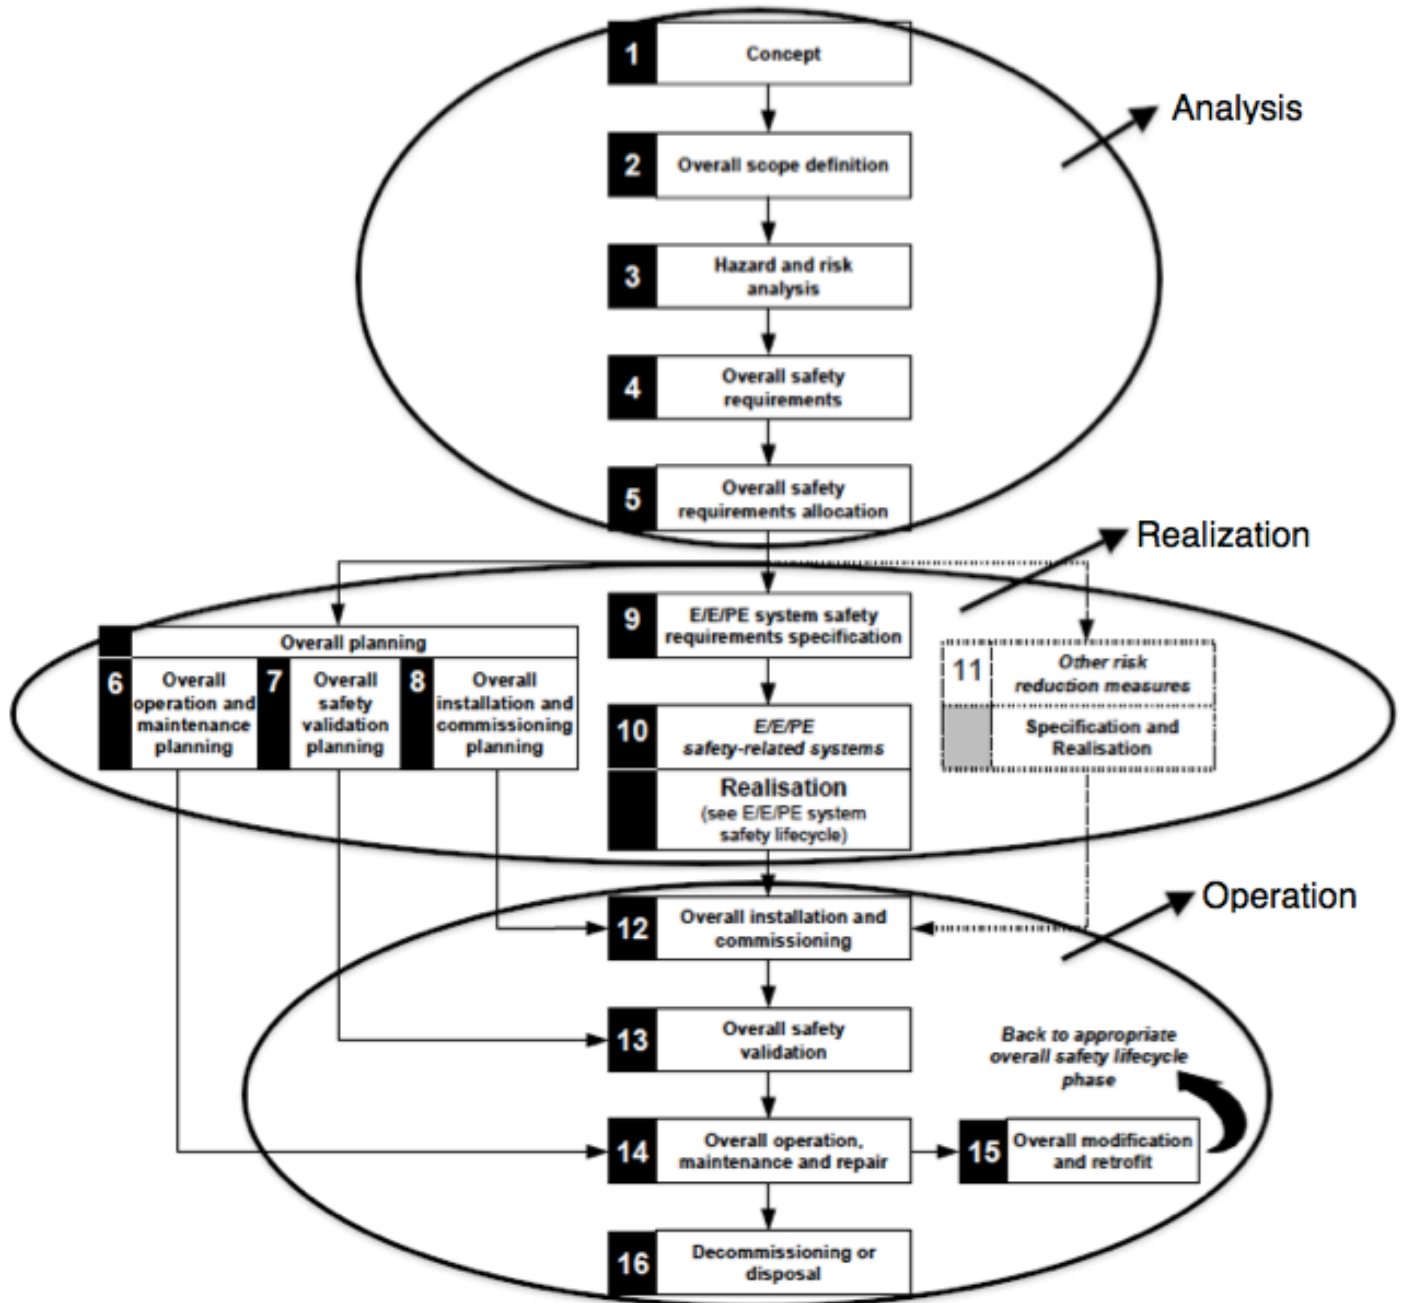 1
Concept
Analysis
2
Overall scope definition
3
Hazard and risk
analysis
4
Overall safety
requirements
5
Overall safety
requirements allocation
Realization
Overall planning
6
Overall
operation and
maintenance
planning
7
Overall
safety
validation
planning
8
Overall
installation and
commissioning
planning
9
E/E/PE system safety
requirements specification
10
E/E/PE
safety-related systems
Realisation
(see E/E/PE system
safety lifecycle)
11
Other risk
reduction measures
Specification and
Realisation
Operation
12
Overall installation and
commissioning
13
Overall safety
validation
Back to appropriate
overall safety lifecycle
phase
14
Overall operation,
maintenance and repair
15
Overall modification
and retrofit
16
Decommissioning or
disposal